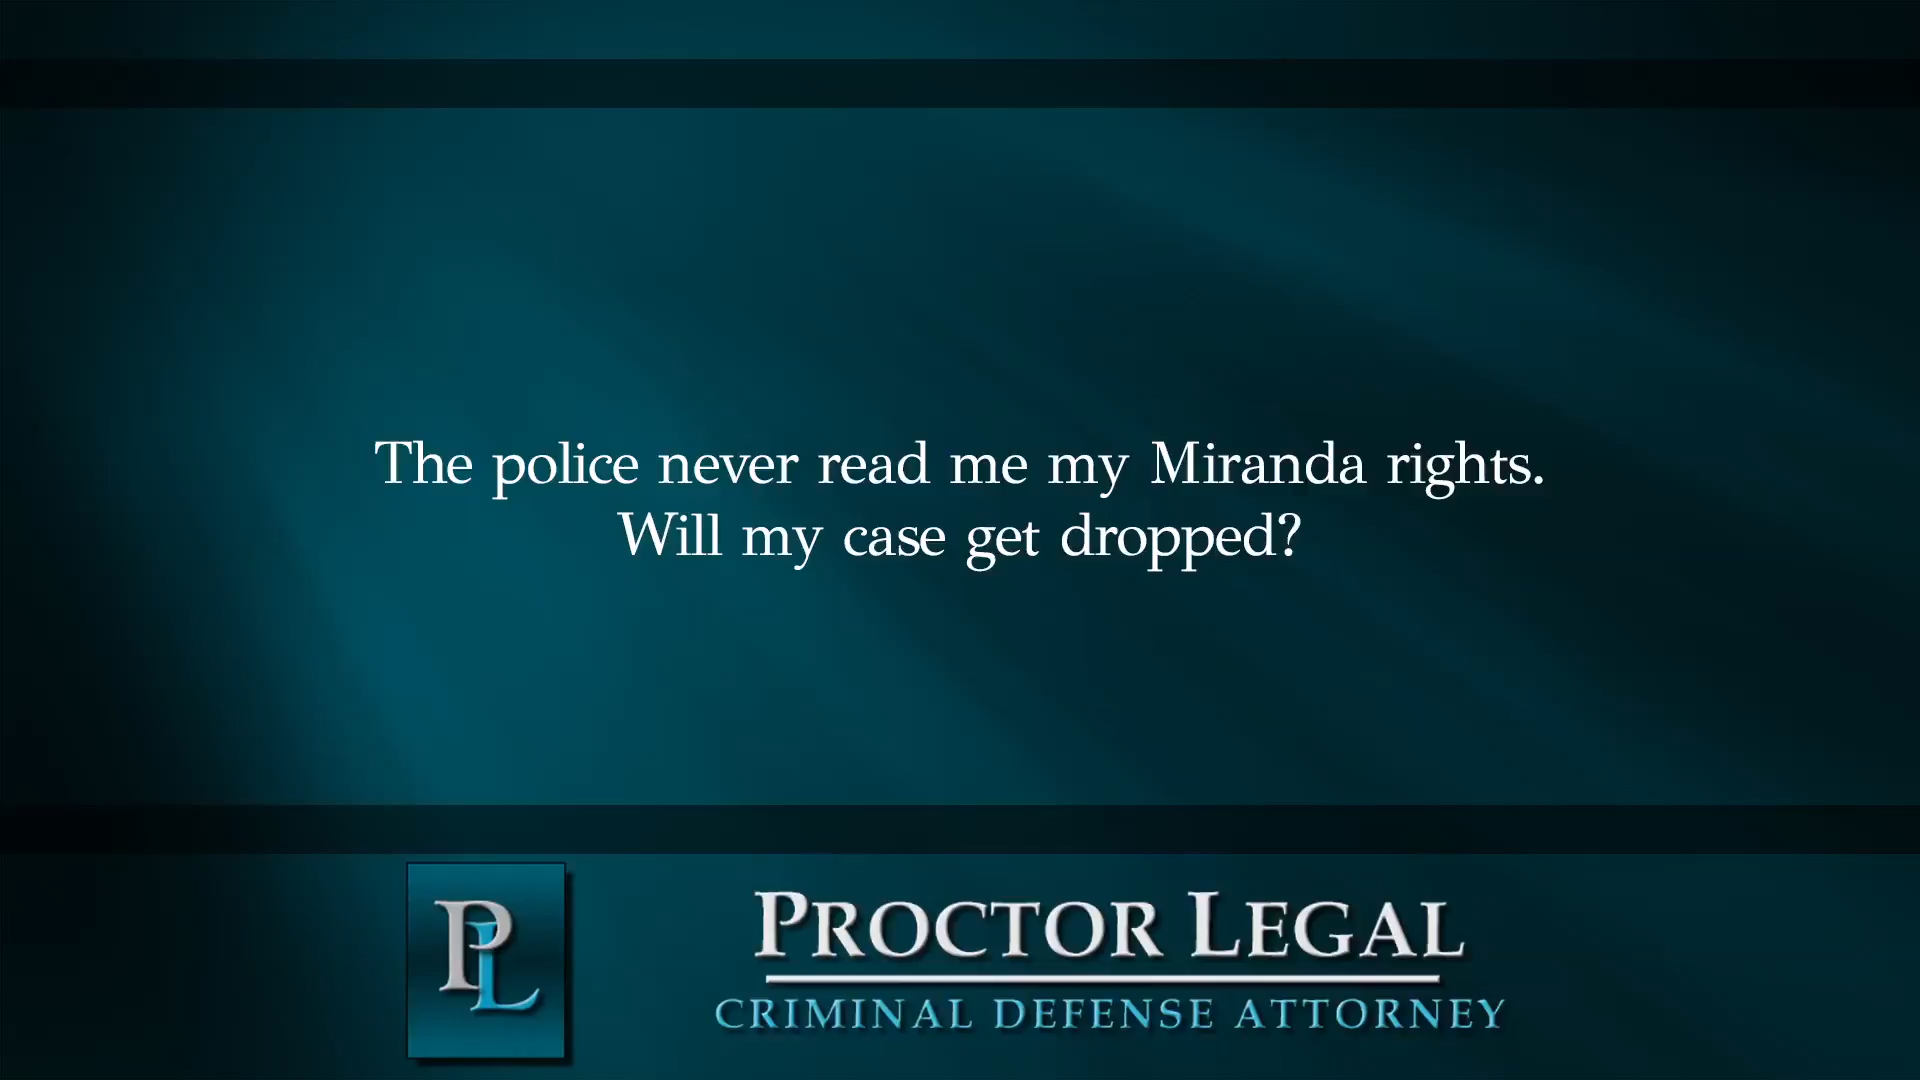 The police never read me my Miranda rights.
Will my case get dropped?
PL
PROCTOR LEGAL
CRIMINAL DEFENSE ATTORNEY